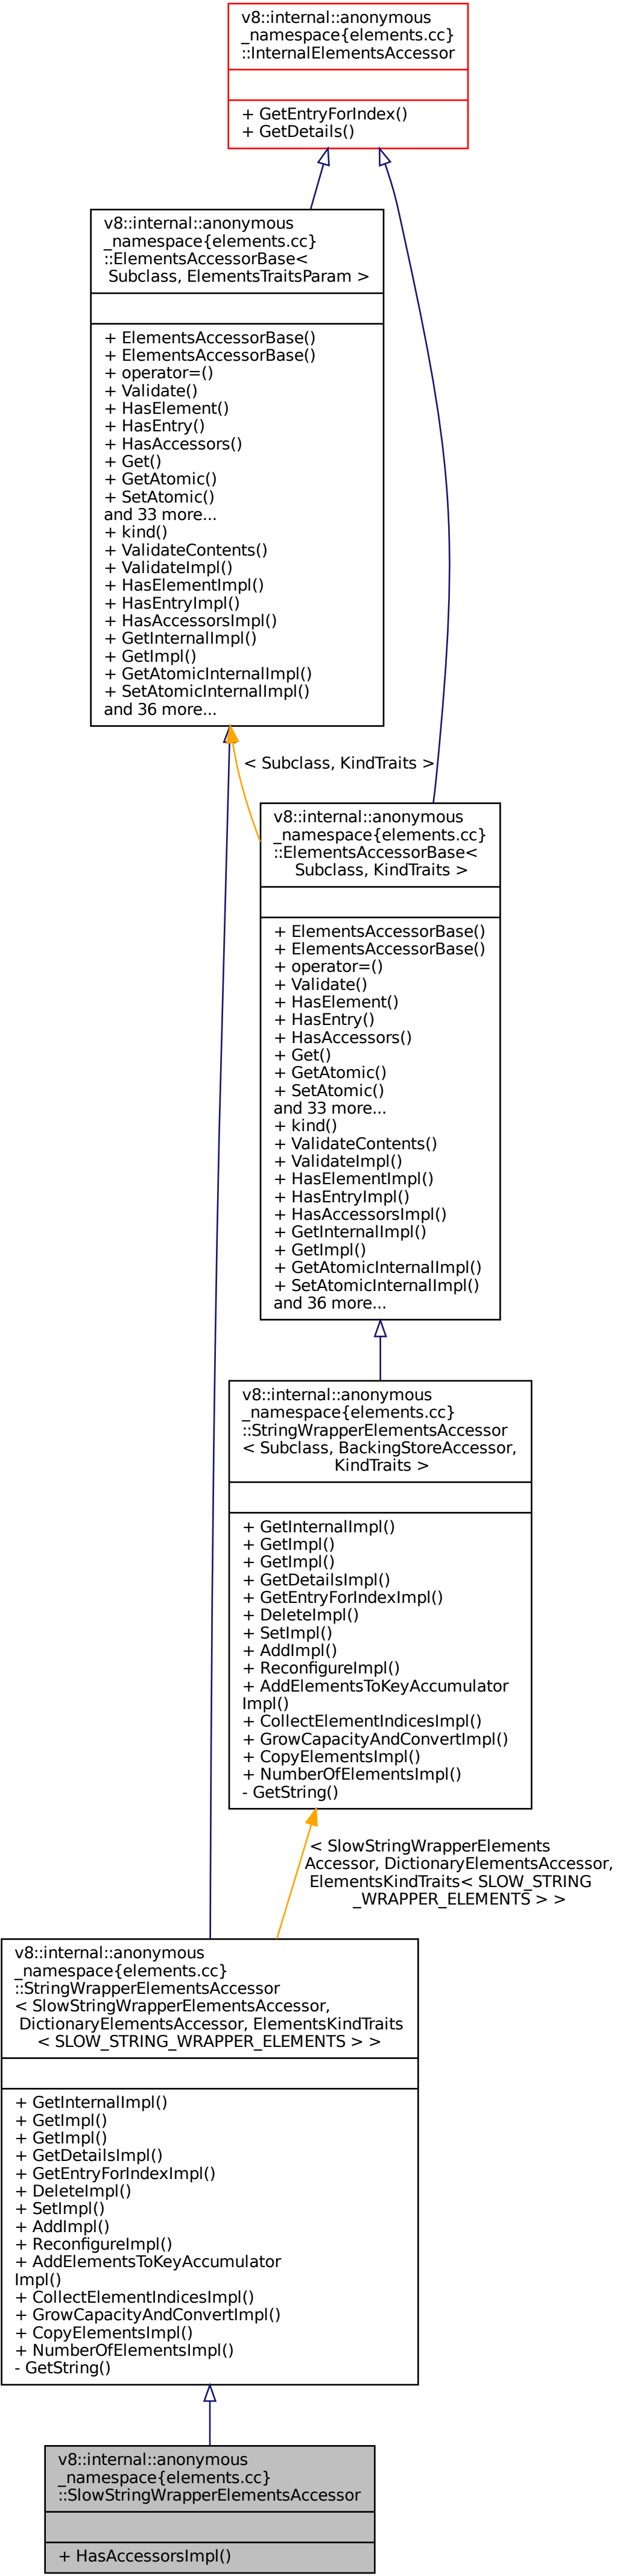 v8::internal::anonymous
_namespace{elements.cc}
::InternalElementsAccessor
+ GetEntryForIndex()
+ GetDetails()
v8::internal::anonymous
_namespace{elements.cc}
::ElementsAccessorBase<
Subclass, ElementsTraitsParam >
+ ElementsAccessorBase()
+ ElementsAccessorBase()
+ operator=()
+ Validate()
+ HasElement()
+ HasEntry()
+ HasAccessors()
+ Get()
+ GetAtomic()
+ SetAtomic()
and 33 more...
+ kind()
+ ValidateContents()
+ ValidateImpl()
+ HasElementImpl()
+ HasEntryImpl()
+ HasAccessorsImpl()
+ GetInternalImpl()
+ GetImpl()
+ GetAtomicInternalImpl()
+ SetAtomicInternalImpl()
and 36 more...
< Subclass, KindTraits >
v8::internal::anonymous
_namespace{elements.cc}
::ElementsAccessorBase<
Subclass, KindTraits >
+ ElementsAccessorBase()
+ ElementsAccessorBase()
+ operator=()
+ Validate()
+ HasElement()
+ HasEntry()
+ HasAccessors()
+ Get()
+ GetAtomic()
+ SetAtomic()
and 33 more...
+ kind()
+ ValidateContents()
+ ValidateImpl()
+ HasElementImpl()
+ HasEntryImpl()
+ HasAccessorsImpl()
+ GetInternalImpl()
+ GetImpl()
+ GetAtomicInternalImpl()
+ SetAtomicInternalImpl()
and 36 more...
v8::internal::anonymous
_namespace{elements.cc}
::StringWrapperElementsAccessor
< Subclass, BackingStoreAccessor,
KindTraits >
+ GetInternalImpl()
+ GetImpl()
+ GetImpl()
+ GetDetailsImpl()
+ GetEntryForIndexImpl()
+ DeleteImpl()
+ SetImpl()
+ AddImpl()
+ ReconfigureImpl()
+ AddElementsToKeyAccumulator
Impl()
+ CollectElementIndicesImpl()
+ GrowCapacityAndConvertImpl()
+ CopyElementsImpl()
+ NumberOfElementsImpl()
- GetString()
< SlowStringWrapperElements
Accessor, DictionaryElementsAccessor,
ElementsKindTraits< SLOW_STRING
_WRAPPER_ELEMENTS > >
v8::internal::anonymous
_namespace{elements.cc}
::StringWrapperElementsAccessor
< SlowStringWrapperElementsAccessor,
DictionaryElementsAccessor, ElementsKindTraits
< SLOW_STRING_WRAPPER_ELEMENTS > >
+ GetInternalImpl()
+ GetImpl()
+ GetImpl()
+ GetDetailsImpl()
+ GetEntryForIndexImpl()
+ DeleteImpl()
+ SetImpl()
+ AddImpl()
+ ReconfigureImpl()
+ AddElementsToKeyAccumulator
Impl()
+ CollectElementIndicesImpl()
+ GrowCapacityAndConvertImpl()
+ CopyElementsImpl()
+ NumberOfElementsImpl()
- GetString()
v8::internal::anonymous
_namespace{elements.cc}
::SlowStringWrapperElementsAccessor
+ HasAccessorsImpl()